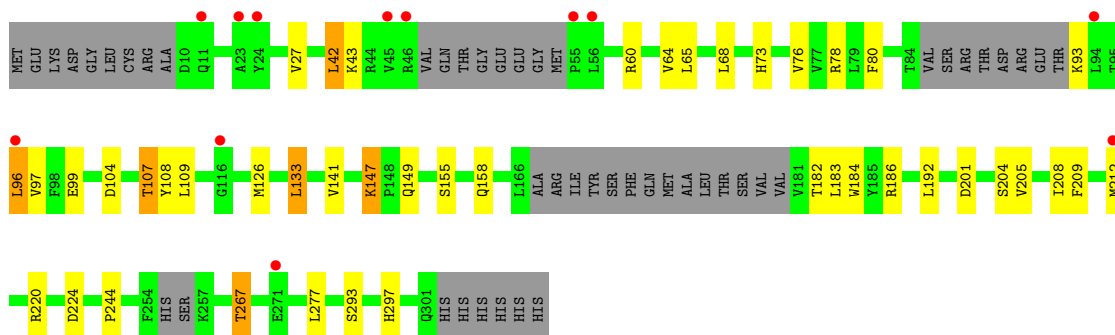 MET GLU LYS ASP GLY LEU CYS ARG ALA D10 Q11 A23 Y24 V27 L42 K43 R44 V45 R46 VAL GLN THR GLY GLU GLU GLY MET P55 L56 R60 V64 L65 L68 H73 V76 V77 R78 L79 F80 T84 VAL SER ARG THR ASP ARG GLU THR K93 L94 T95
L96 V97 F98 E99 D104 T107 Y108 L109 G116 M126 L133 V141 K147 P148 Q149 S155 Q158 L166 ALA ARG ILE TYR SER PHE GLN MET ALA LEU THR SER VAL VAL V181 T182 L183 W184 Y185 R186 L192 D201 S204 V205 I208 F209 M212
R220 D224 P244 F254 HIS SER K257 T267 E271 L277 S293 H297 Q301 HIS HIS HIS HIS HIS HIS